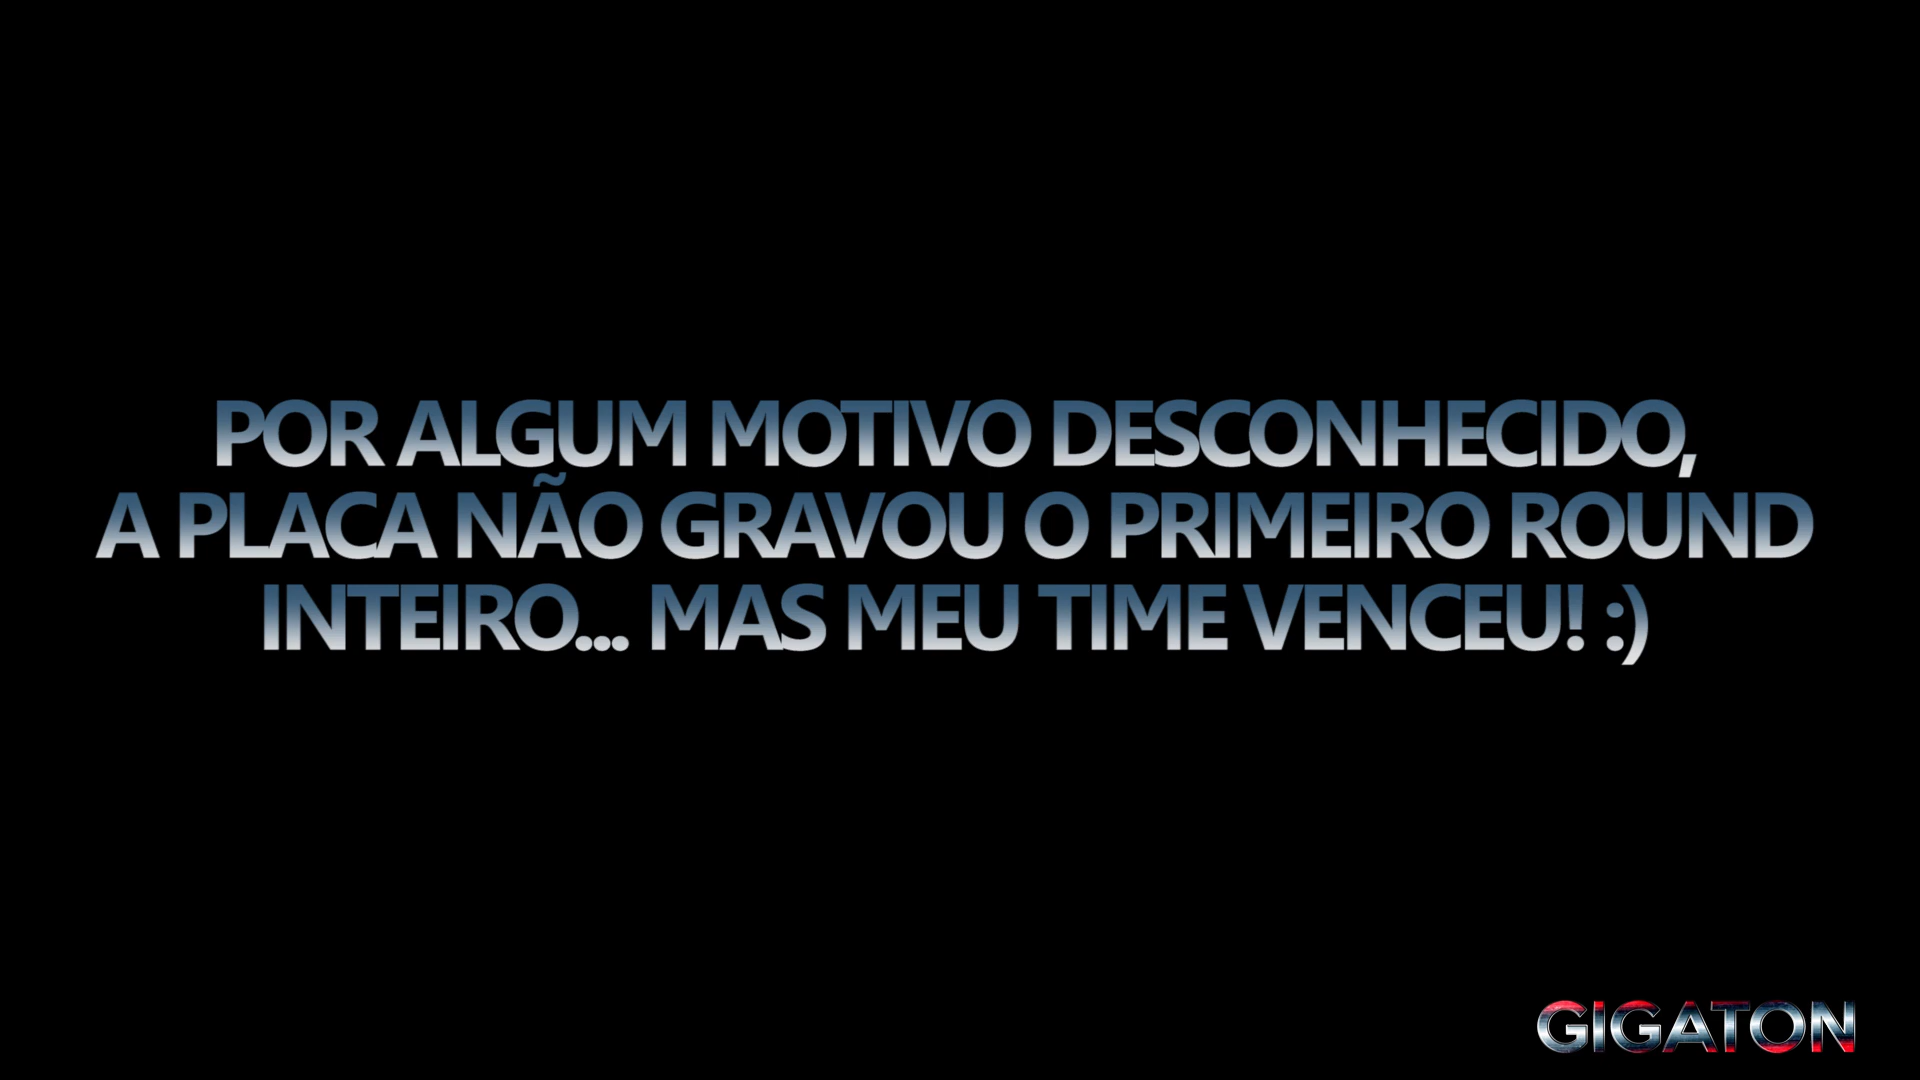 POR ALGUM MOTIVO DESCONHECIDO,
A PLACA NÃO GRAVOU O PRIMEIRO ROUND
INTEIRO... MAS MEU TIME VENCEU! :)
GIGATON